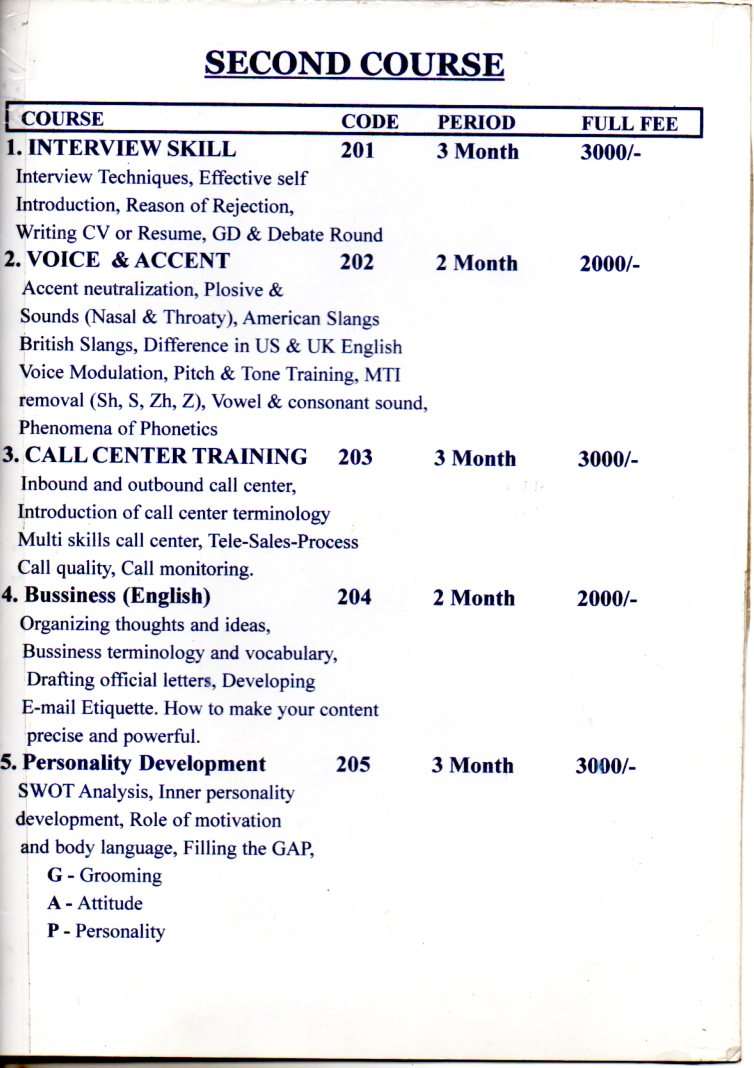 SECOND COURSE
COURSE CODE PERIOD FULL FEE
1. INTERVIEW SKILL 201 3 Month 3000/-
Interview Techniques, Effective self
Introduction, Reason of Rejection,
Writing CV or Resume, GD & Debate Round
2. VOICE & ACCENT 202 2 Month 2000/-
Accent neutralization, Plosive &
Sounds (Nasal & Throaty), American Slangs
British Slangs, Difference in US & UK English
Voice Modulation, Pitch & Tone Training, MTI
removal (Sh, S, Zh, Z), Vowel & consonant sound,
Phenomena of Phonetics
3. CALL CENTER TRAINING 203 3 Month 3000/-
Inbound and outbound call center,
Introduction of call center terminology
Multi skills call center, Tele-Sales-Process
Call quality, Call monitoring.
4. Bussiness (English) 204 2 Month 2000/-
Organizing thoughts and ideas,
Bussiness terminology and vocabulary,
Drafting official letters, Developing
E-mail Etiquette. How to make your content
precise and powerful.
5. Personality Development 205 3 Month 3000/-
SWOT Analysis, Inner personality
development, Role of motivation
and body language, Filling the GAP,
G - Grooming
A - Attitude
P - Personality